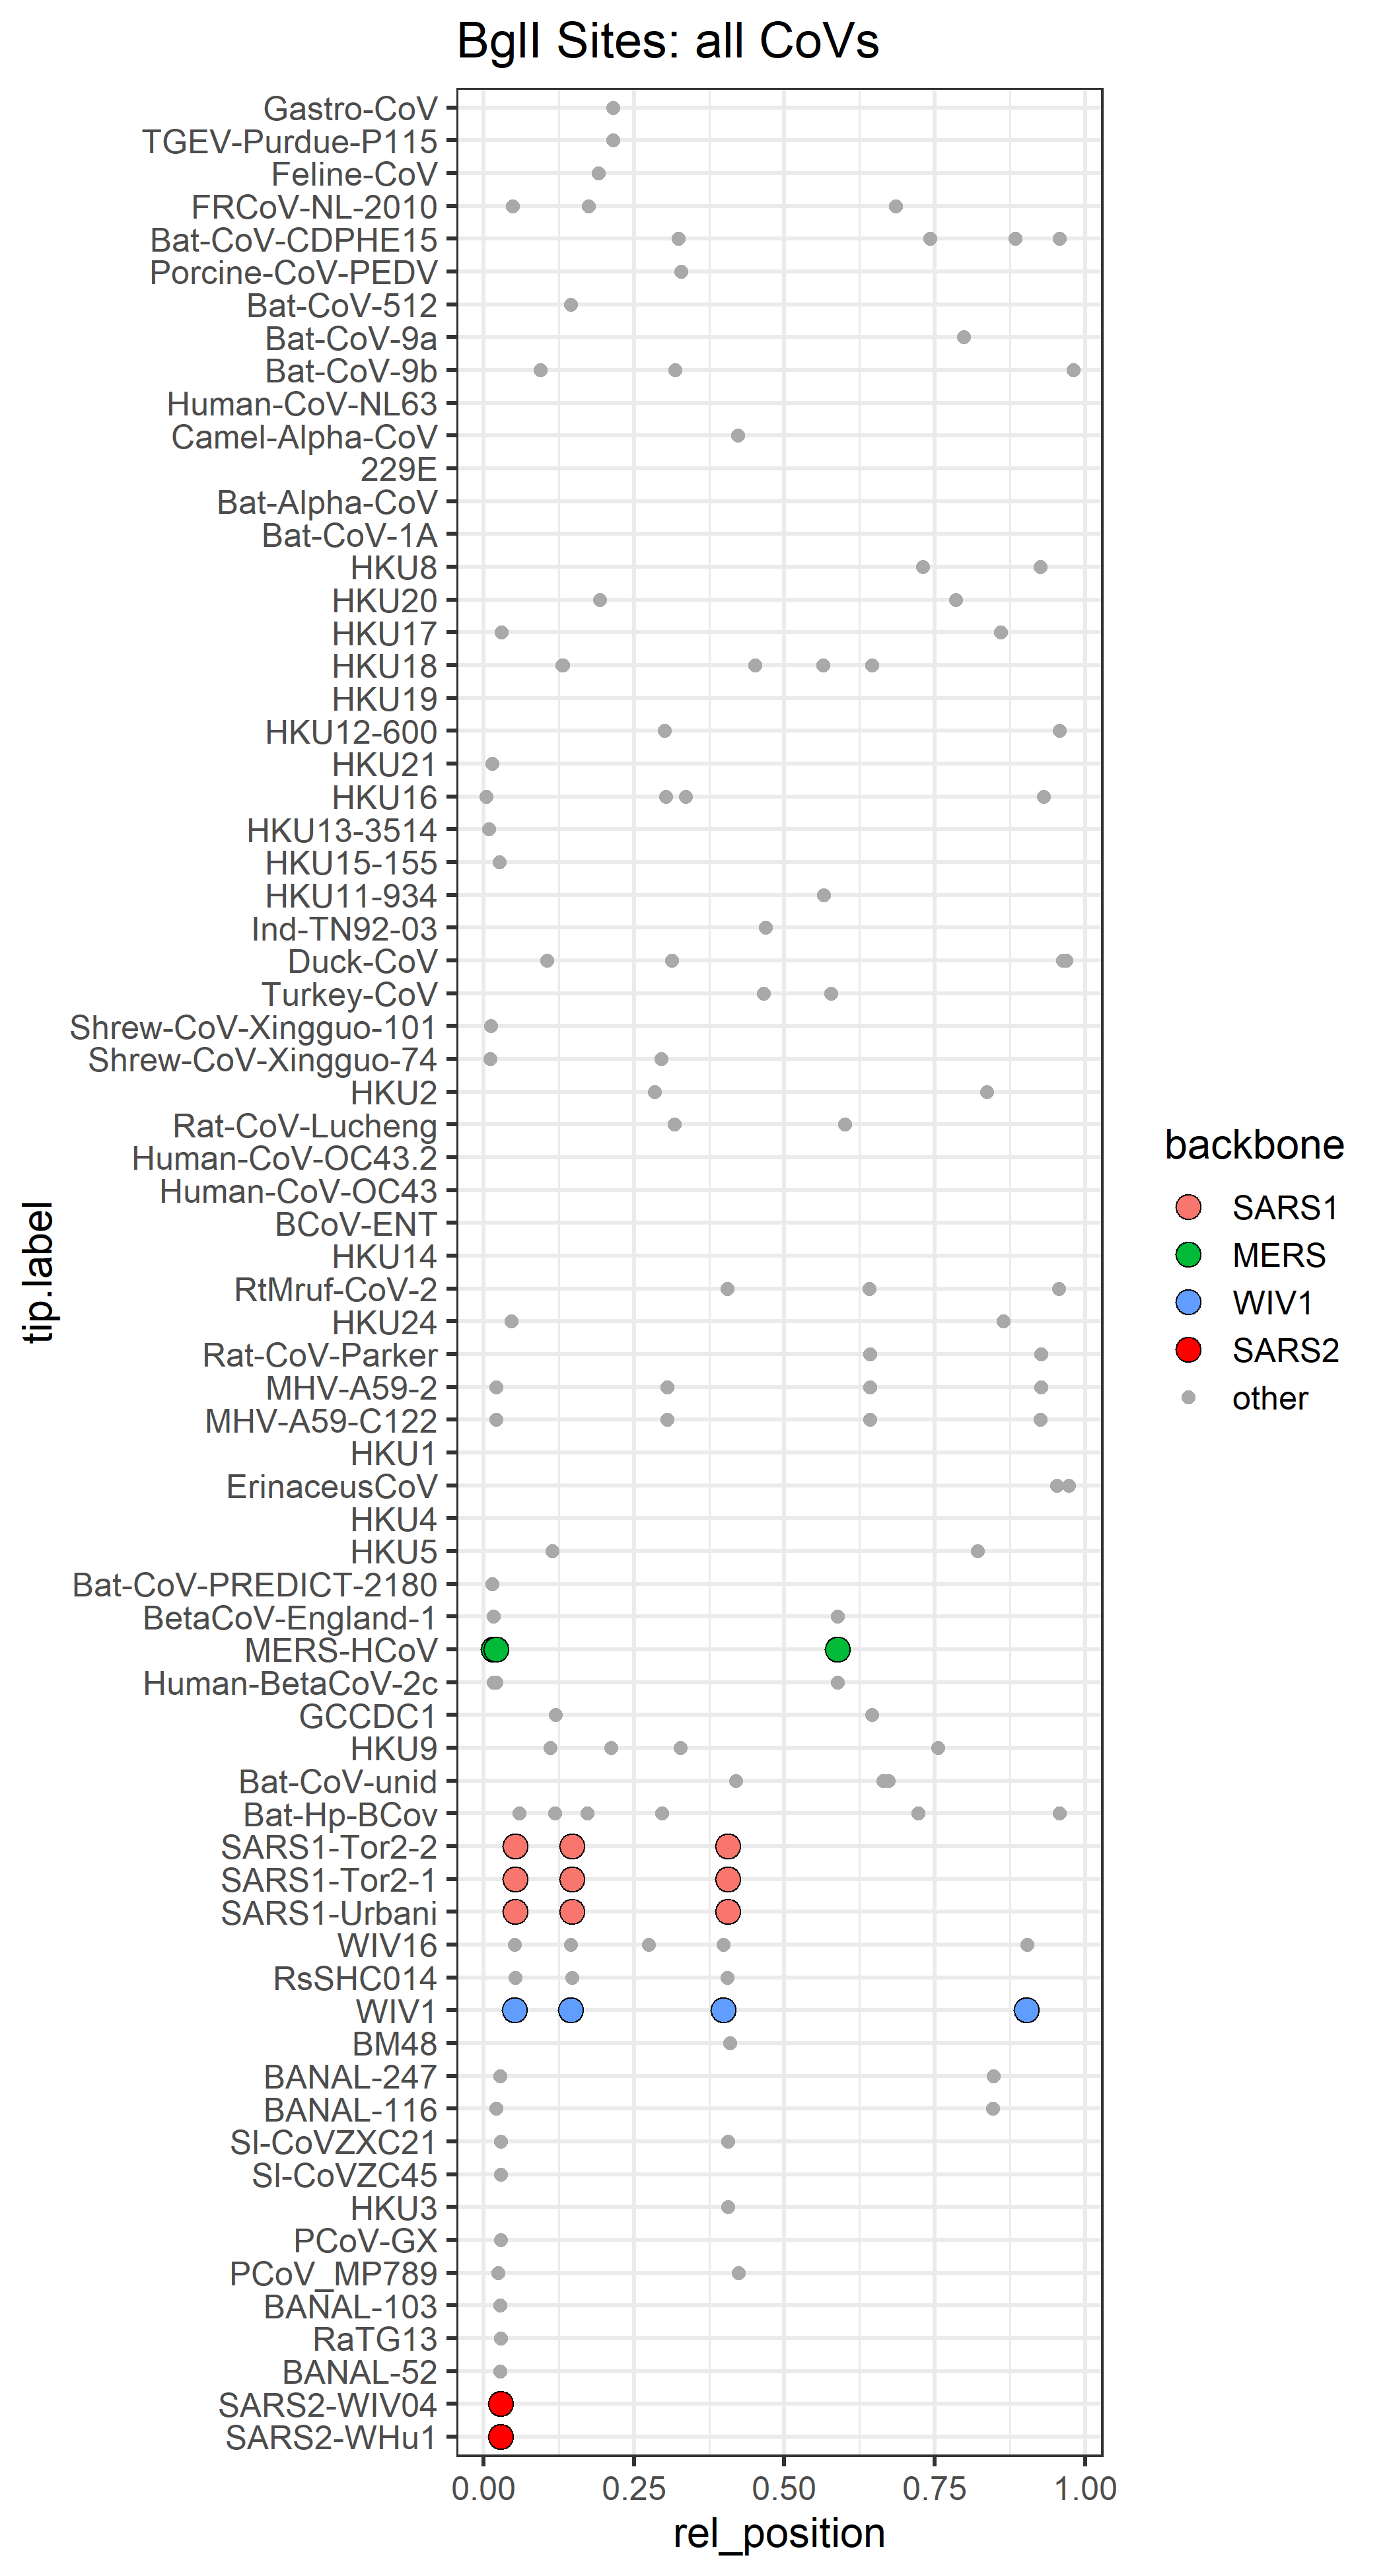 BglI Sites: all CoVs
Gastro-CoV
TGEV-Purdue-P115
Feline-CoV
FRCoV-NL-2010
Bat-CoV-CDPHE15
Porcine-CoV-PEDV
Bat-CoV-512
Bat-CoV-9a
Bat-CoV-9b
Human-CoV-NL63
Camel-Alpha-CoV
229E
Bat-Alpha-CoV
Bat-CoV-1A
HKU8
HKU20
HKU17
HKU18
HKU19
HKU12-600
HKU21
HKU16
HKU13-3514
HKU15-155
HKU11-934
Ind-TN92-03
Duck-CoV
Turkey-CoV
Shrew-CoV-Xingguo-101
Shrew-CoV-Xingguo-74
HKU2
Rat-CoV-Lucheng
Human-CoV-OC43.2
Human-CoV-OC43
BCoV-ENT
HKU14
RtMruf-CoV-2
HKU24
Rat-CoV-Parker
MHV-A59-2
MHV-A59-C122
HKU1
ErinaceusCoV
HKU4
HKU5
Bat-CoV-PREDICT-2180
BetaCoV-England-1
MERS-HCoV
Human-BetaCoV-2c
GCCDC1
HKU9
Bat-CoV-unid
Bat-Hp-BCov
SARS1-Tor2-2
SARS1-Tor2-1
SARS1-Urbani
WIV16
RsSHC014
WIV1
BM48
BANAL-247
BANAL-116
Sl-CoVZXC21
Sl-CoVZC45
HKU3
PCoV-GX
PCoV_MP789
BANAL-103
RaTG13
BANAL-52
SARS2-WIV04
SARS2-WHu1
tip.label
0.00 0.25 0.50 0.75 1.00
rel_position
backbone
SARS1
MERS
WIV1
SARS2
other